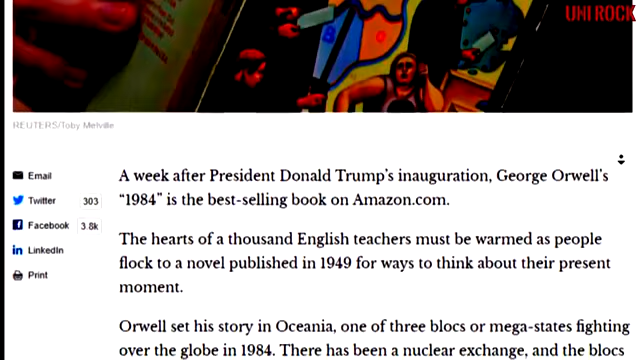 UNI ROCK
REUTERS/Toby Melville
Email
Twitter 303
Facebook 3.8k
LinkedIn
Print
A week after President Donald Trump's inauguration, George Orwell's
“1984” is the best-selling book on Amazon.com.
The hearts of a thousand English teachers must be warmed as people
flock to a novel published in 1949 for ways to think about their present
moment.
Orwell set his story in Oceania, one of three blocs or mega-states fighting
over the globe in 1984. There has been a nuclear exchange, and the blocs